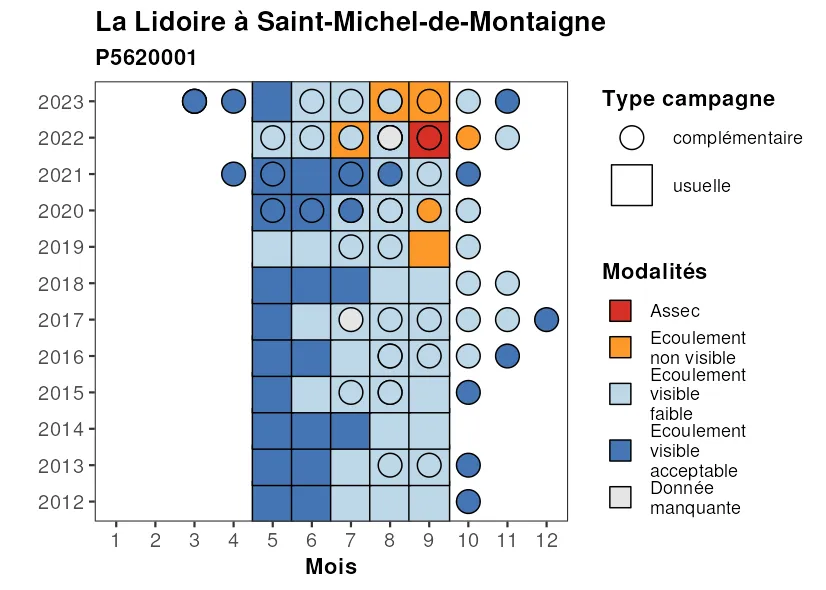 La Lidoire à Saint-Michel-de-Montaigne
P5620001
2023
2022
2021
2020
2019
2018
2017
2016
2015
2014
2013
2012
1 2 3 4 5 6 7 8 9 10 11 12
Mois
Type campagne
complémentaire
usuelle
Modalités
Assec
Ecoulement
non visible
Ecoulement
visible
faible
Ecoulement
visible
acceptable
Donnée
manquante